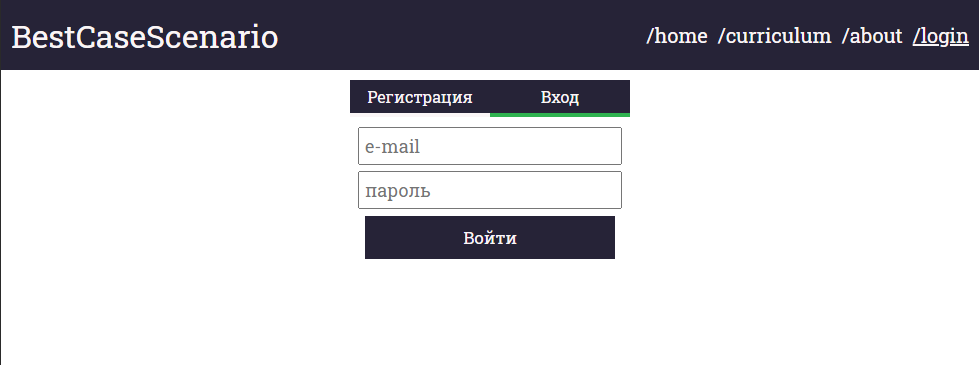 BestCaseScenario /home /curriculum /about /login
Регистрация Вход
e-mail
пароль
Войти